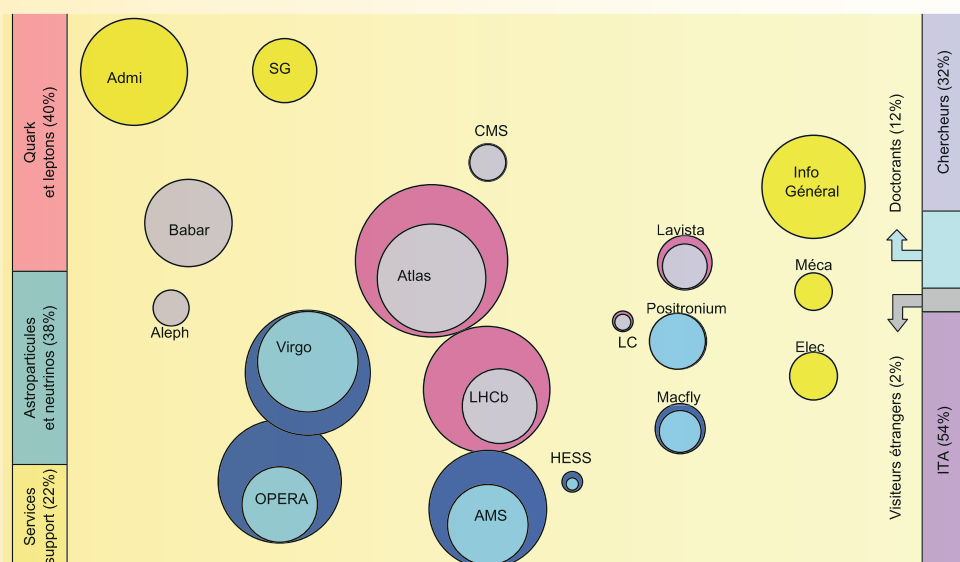 Quark
et leptons (40%)
Astroparticules
et neutrinos (38%)
Services
support (22%)
Admi
SG
CMS
Babar
Atlas
Aleph
Virgo
LHCb
OPERA
AMS
HESS
Lavista
LC
Positronium
Macfly
Info
Général
Méca
Elec
Doctorants (12%)
Visiteurs étrangers (2%)
Chercheurs (32%)
ITA (54%)